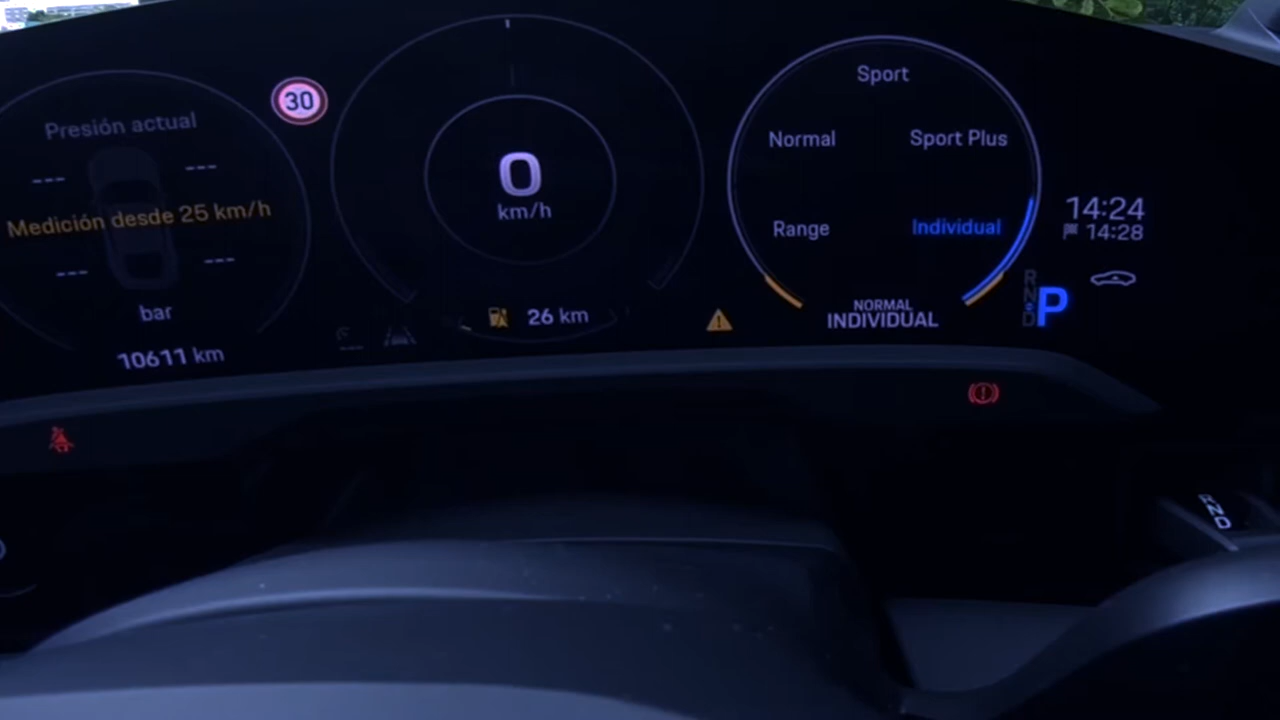 Presión actual
---
---
Medición desde 25 km/h
---
---
bar
10611 km
30
0
km/h
26 km
Sport
Normal
Sport Plus
Range
Individual
NORMAL
INDIVIDUAL
14:24
14:28
R
N
D
P
R
N
D